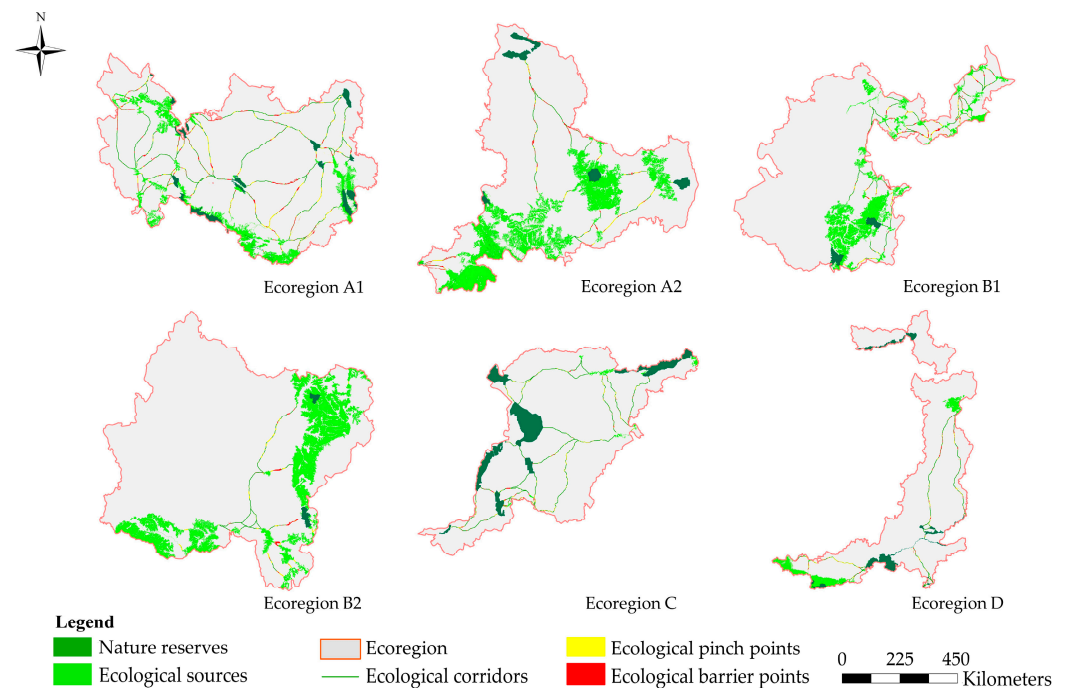 N
Ecoregion A1
Ecoregion A2
Ecoregion B1
Ecoregion B2
Ecoregion C
Ecoregion D
Legend
Nature reserves
Ecoregion
Ecological pinch points
Ecological sources
Ecological corridors
Ecological barrier points
0 225 450
Kilometers